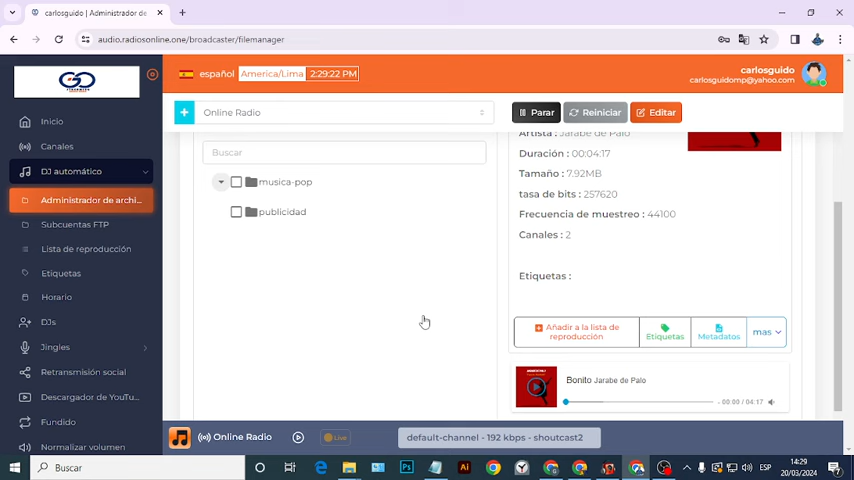 carlosguido | Administrador de
audio.radiosonline.one/broadcaster/filemanager
español America/Lima 2:29:22 PM
carlosguido
carlosguidomp@yahoo.com
Inicio
Canales
DJ automático
Administrador de archi...
Subcuentas FTP
Lista de reproducción
Etiquetas
Horario
DJs
Jingles
Retransmisión social
Descargador de YouTu...
Fundido
Normalizar volumen
Online Radio
Parar
Reiniciar
Editar
Buscar
musica-pop
publicidad
Artista : Jarabe de Palo
Duración : 00:04:17
Tamaño : 7.92MB
tasa de bits : 257620
Frecuencia de muestreo : 44100
Canales : 2
Etiquetas :
Añadir a la lista de
reproducción
Etiquetas
Metadatos
mas
Bonito Jarabe de Palo
- 00:00 / 04:17
Online Radio
Live
default-channel - 192 kbps - shoutcast2
Buscar
ESP
14:29
20/03/2024